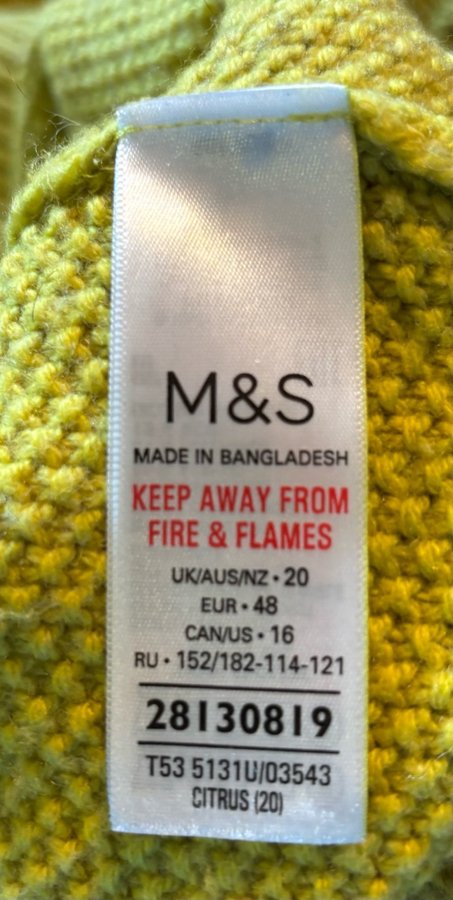 M&S
MADE IN BANGLADESH
KEEP AWAY FROM
FIRE & FLAMES
UK/AUS/NZ • 20
EUR • 48
CAN/US • 16
RU • 152/182-114-121
28130819
T53 5131U/03543
CITRUS (20)